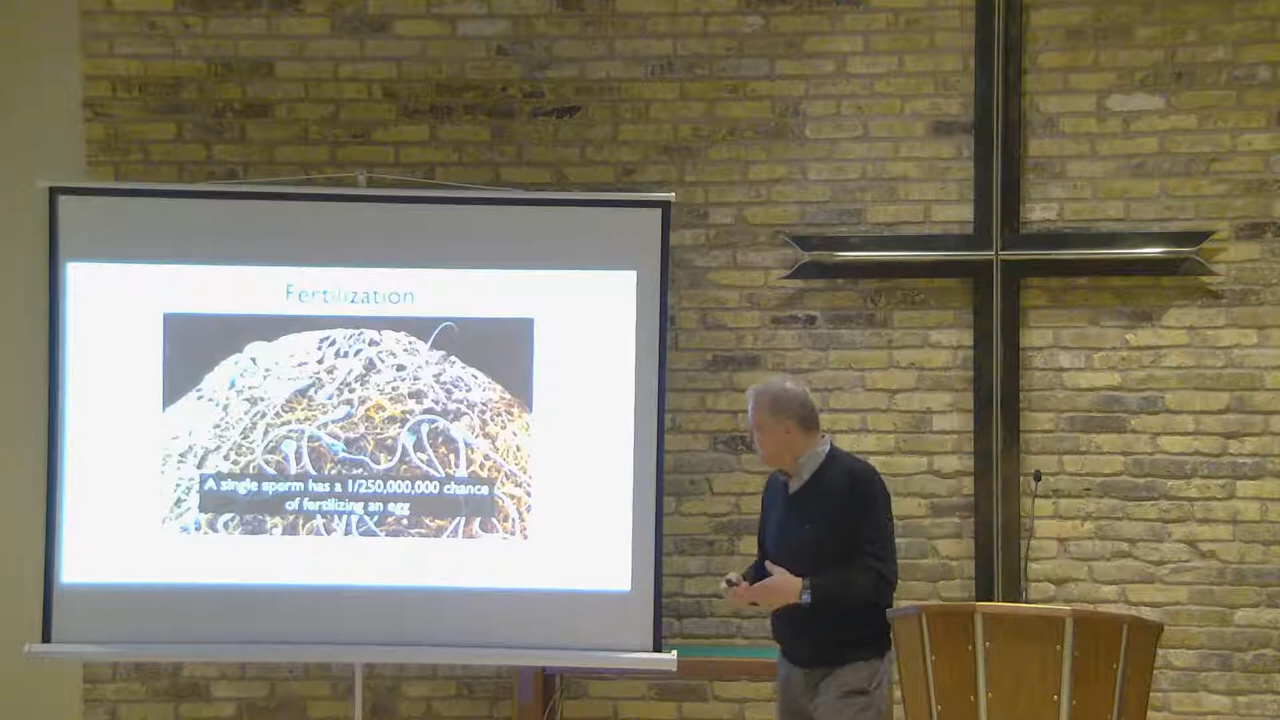 Fertilization
A single sperm has a 1/250,000,000 chance
of fertilizing an egg